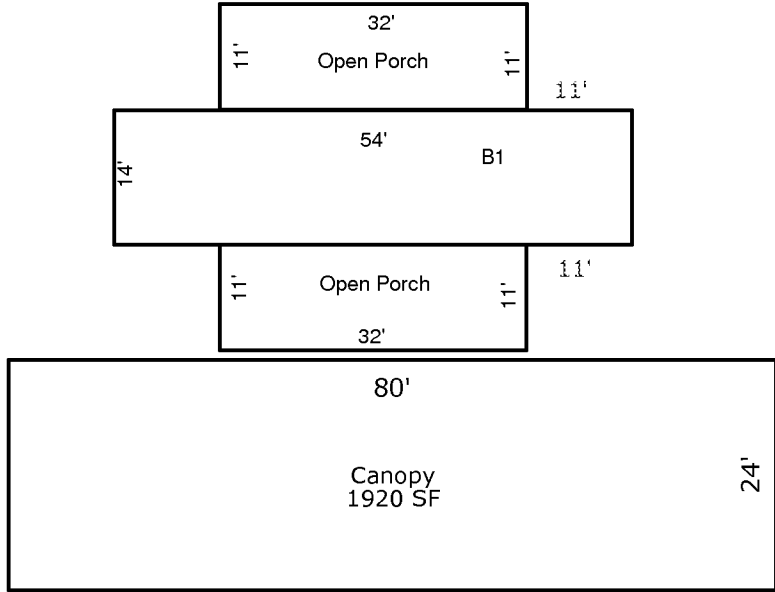 32'
11'
Open Porch
11'
11'
54'
B1
14'
11'
Open Porch
11'
11'
32'
80'
Canopy
1920 SF
24'